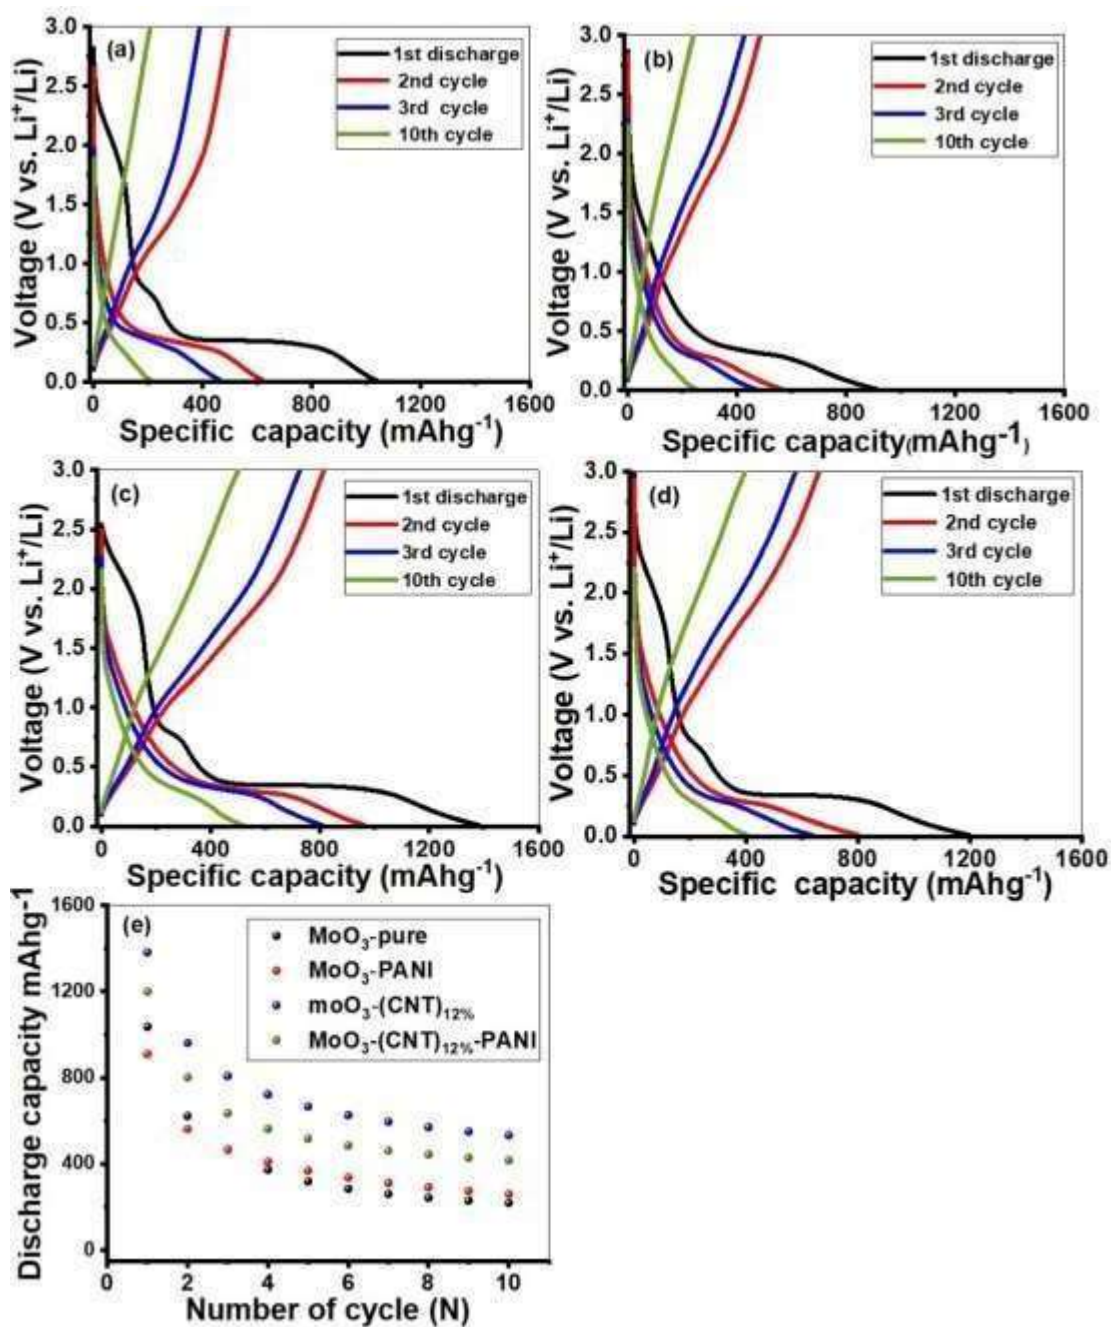 (a)
1st discharge
2nd cycle
3rd cycle
10th cycle
Voltage (V vs. Li⁺/Li)
3.0
2.5
2.0
1.5
1.0
0.5
0.0
0 400 800 1200 1600
Specific capacity (mAhg⁻¹)
(b)
1st discharge
2nd cycle
3rd cycle
10th cycle
Voltage (V vs. Li⁺/Li)
3.0
2.5
2.0
1.5
1.0
0.5
0.0
0 400 800 1200 1600
Specific capacity(mAhg⁻¹)
(c)
1st discharge
2nd cycle
3rd cycle
10th cycle
Voltage (V vs. Li⁺/Li)
3.0
2.5
2.0
1.5
1.0
0.5
0.0
0 400 800 1200 1600
Specific capacity (mAhg⁻¹)
(d)
1st discharge
2nd cycle
3rd cycle
10th cycle
Voltage (V vs. Li⁺/Li)
3.0
2.5
2.0
1.5
1.0
0.5
0.0
0 400 800 1200 1600
Specific capacity (mAhg⁻¹)
(e)
MoO₃-pure
MoO₃-PANI
moO₃-(CNT)₁₂%
MoO₃-(CNT)₁₂%-PANI
Discharge capacity mAhg⁻¹
1600
1200
800
400
0
0 2 4 6 8 10
Number of cycle (N)